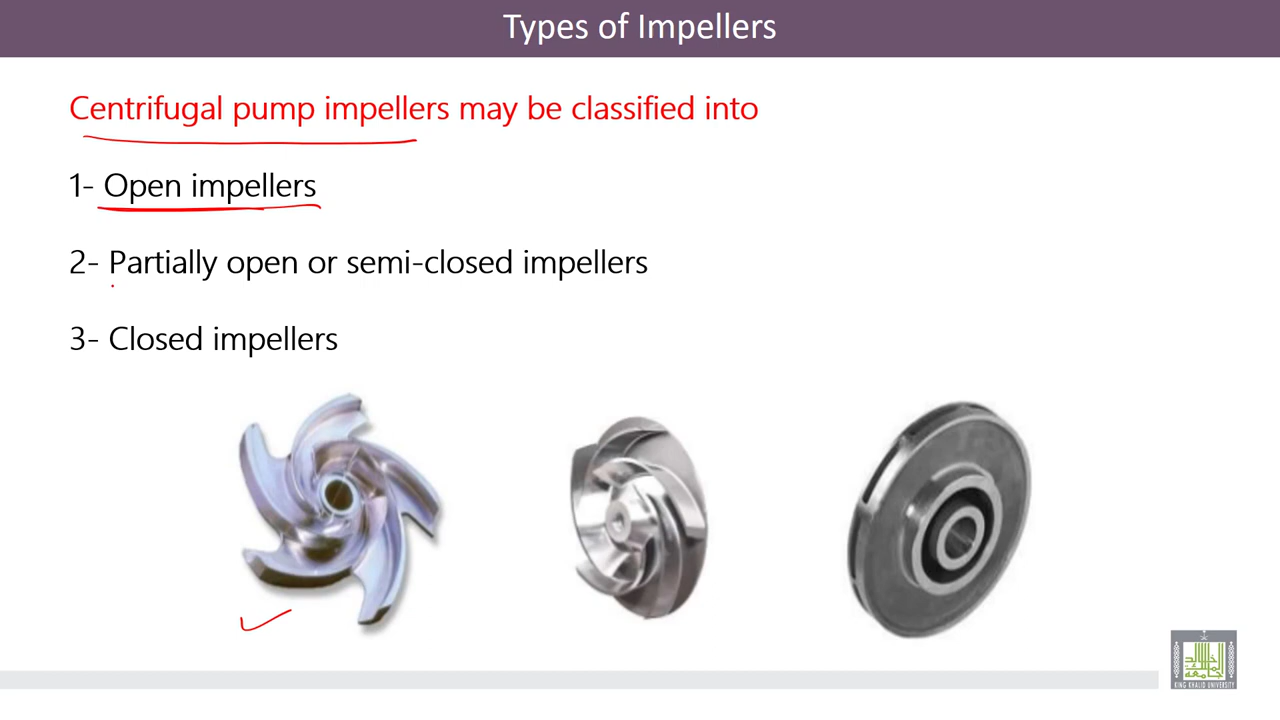 Types of Impellers
Centrifugal pump impellers may be classified into
1- Open impellers
2- Partially open or semi-closed impellers
3- Closed impellers
KING KHALID UNIVERSITY